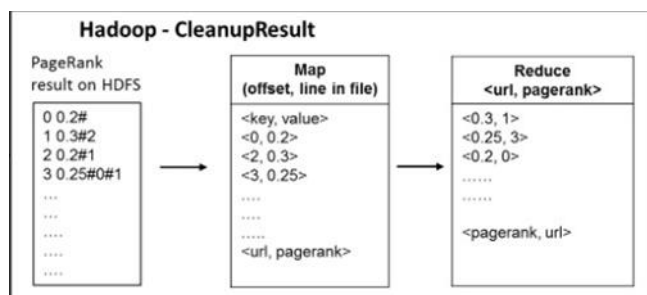 Hadoop - CleanupResult
PageRank
result on HDFS
0 0.2#
1 0.3#2
2 0.2#1
3 0.25#0#1
...
...
....
....
....
Map
(offset, line in file)
<key, value>
<0, 0.2>
<2, 0.3>
<3, 0.25>
....
....
.....
<url, pagerank>
Reduce
<url, pagerank>
<0.3, 1>
<0.25, 3>
<0.2, 0>
......
......
<pagerank, url>